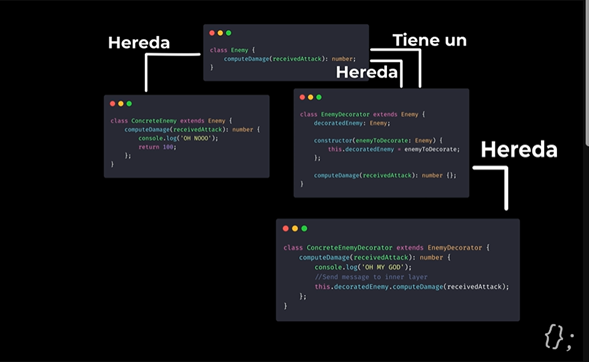 Hereda
Tiene un
class Enemy {
computeDamage(receivedAttack): number;
}
Hereda
class ConcreteEnemy extends Enemy {
computeDamage(receivedAttack): number {
console.log('OH NOOO');
return 100;
};
}
class EnemyDecorator extends Enemy {
decoratedEnemy: Enemy;
constructor(enemyToDecorate: Enemy) {
this.decoratedEnemy = enemyToDecorate;
};
computeDamage(receivedAttack): number {};
}
Hereda
class ConcreteEnemyDecorator extends EnemyDecorator {
computeDamage(receivedAttack): number {
console.log('OH MY GOD');
//Send message to inner layer
this.decoratedEnemy.computeDamage(receivedAttack);
};
}
{};